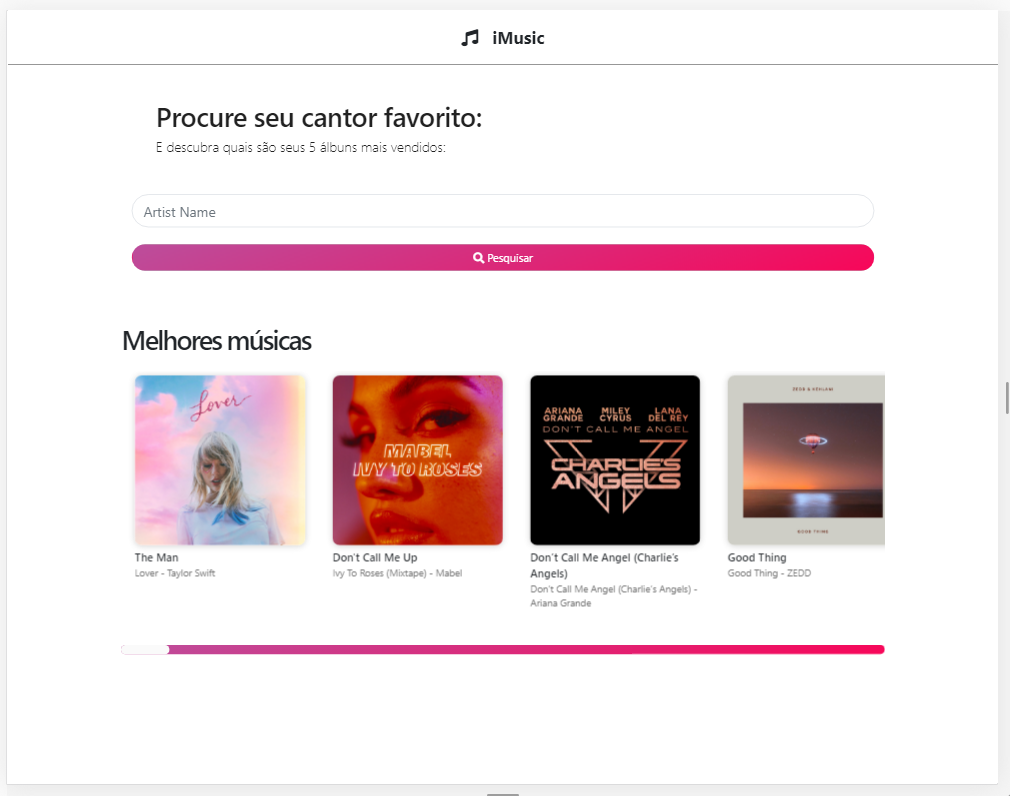 iMusic
Procure seu cantor favorito:
E descubra quais são seus 5 álbuns mais vendidos:
Artist Name
Pesquisar
Melhores músicas
Lover
MABEL
IVY TO ROSES
ARIANA GRANDE MILEY CYRUS LANA DEL REY
DON'T CALL ME ANGEL
CHARLIE'S
ANGELS
ZEDD & KEHLANI
GOOD THING
The Man
Lover - Taylor Swift
Don't Call Me Up
Ivy To Roses (Mixtape) - Mabel
Don't Call Me Angel (Charlie's
Angels)
Don't Call Me Angel (Charlie's Angels) -
Ariana Grande
Good Thing
Good Thing - ZEDD